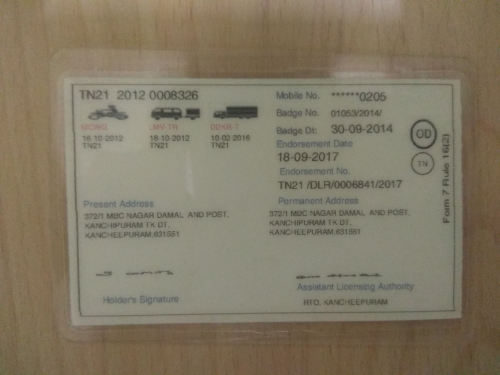 TN21 2012 0008326
LMV-TR
18-10-2012 18-10-2012 10-02-2016
TN21 TN21 TN21
Mobile No. ******0205
Badge No. 01053/2014/
Badge Dt: 30-09-2014
Endorsement Date
18-09-2017
Endorsement No.
TN21 /DLR/0006841/2017
OD
TN
Form 7 Rule 16(2)
Present Address
372/1 MBC NAGAR DAMAL AND POST,
KANCHIPURAM TK DT,
KANCHEEPURAM,631551
Permanent Address
372/1 MBC NAGAR DAMAL AND POST,
KANCHIPURAM TK DT,
KANCHEEPURAM,631551
Holder's Signature
Assistant Licensing Authority
RTO, KANCHEEPURAM